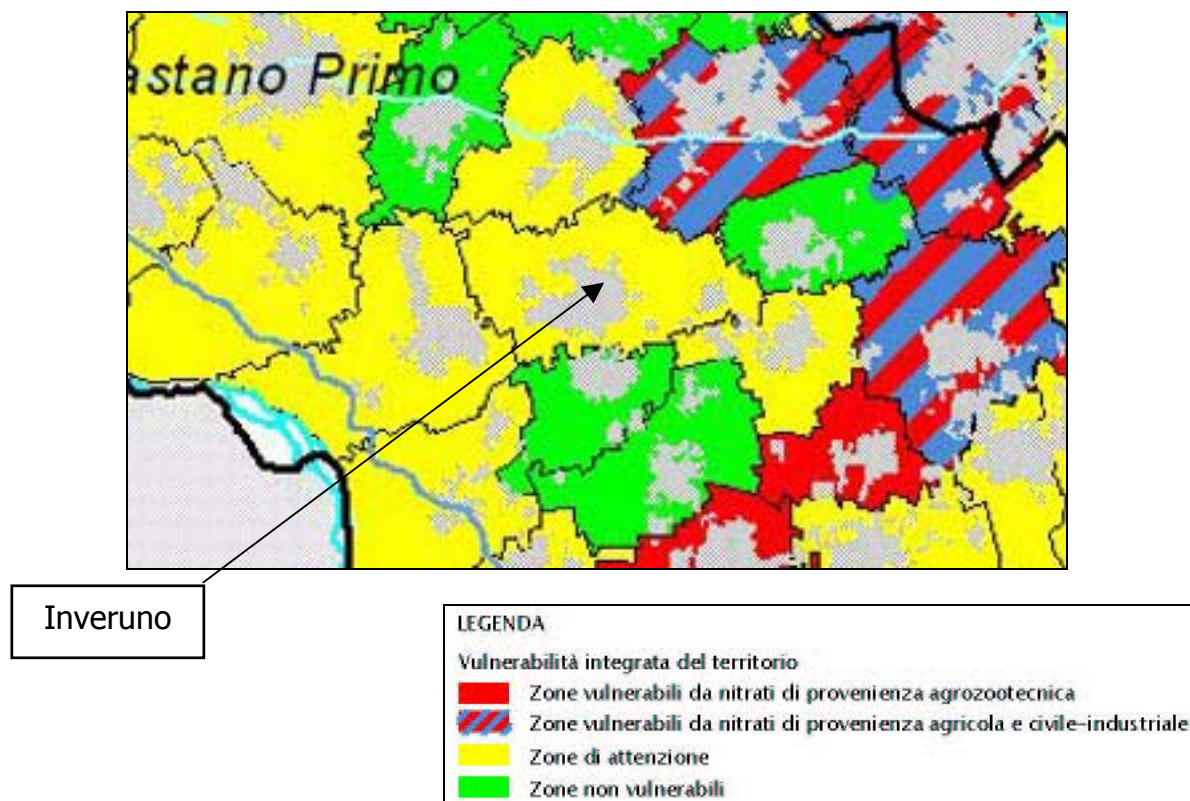 astano Primo
Inveruno
LEGENDA
Vulnerabilità integrata del territorio
Zone vulnerabili da nitrati di provenienza agrozootecnica
Zone vulnerabili da nitrati di provenienza agricola e civile-industriale
Zone di attenzione
Zone non vulnerabili